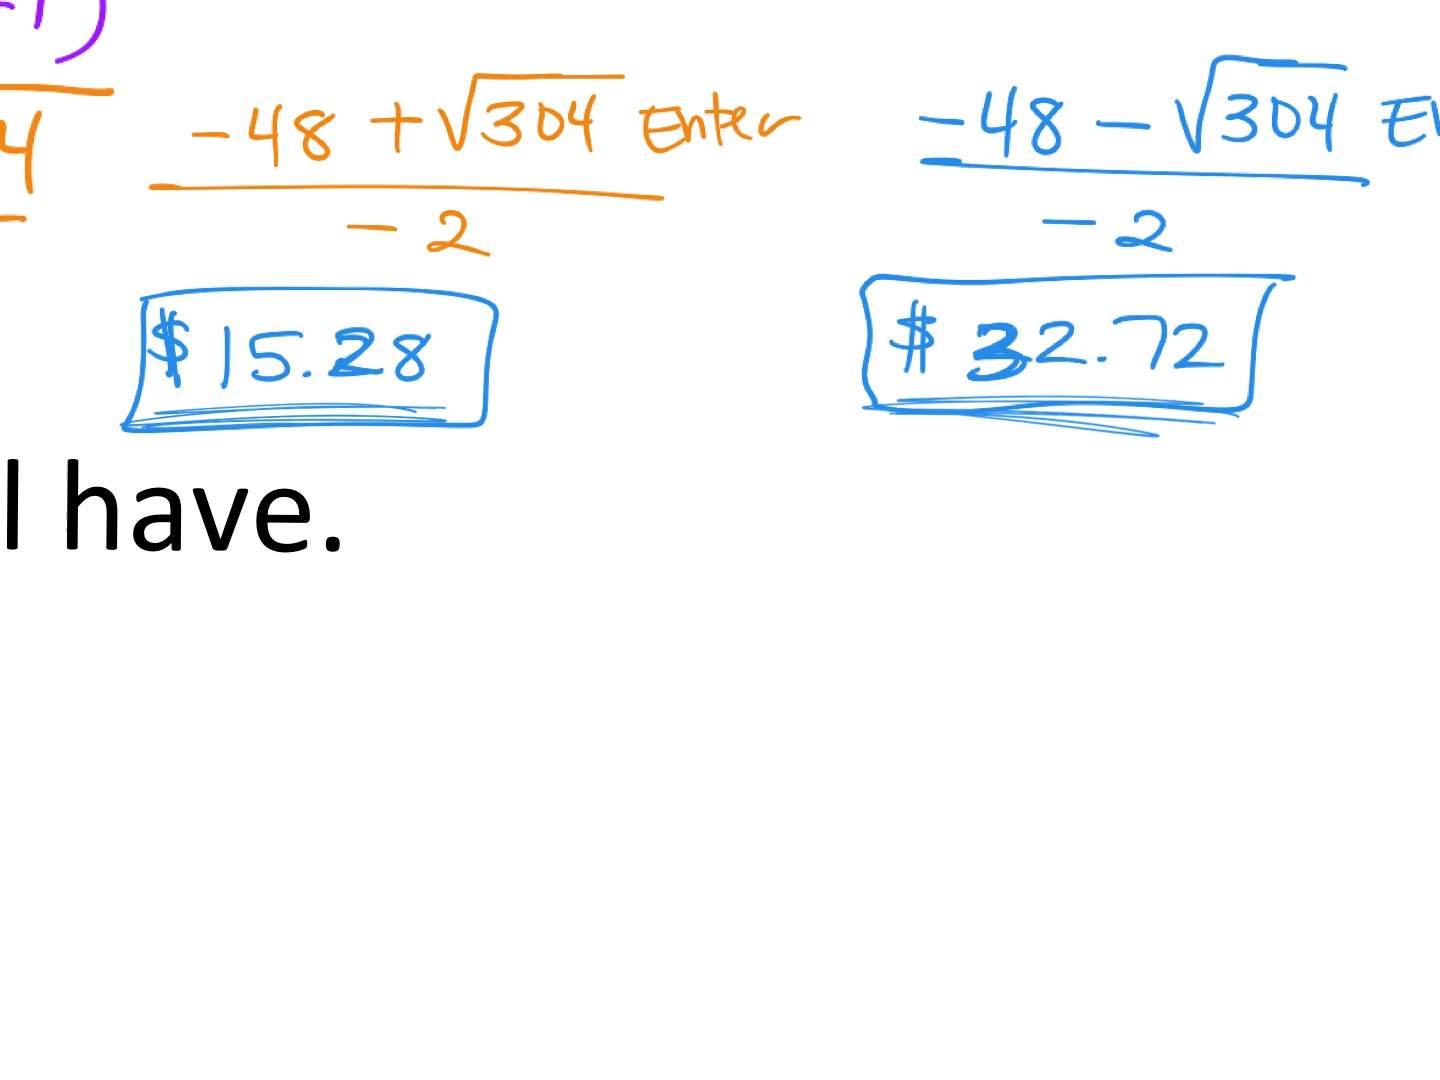 -48 + √304 Enter
- 2
$ 15.28
-48 - √304
- 2
$ 32.72
I have.